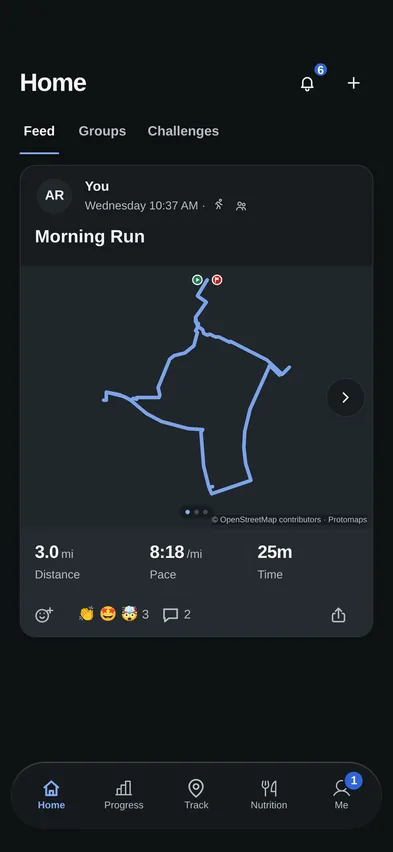 Home
6
Feed Groups Challenges
AR
You
Wednesday 10:37 AM ·
Morning Run
© OpenStreetMap contributors · Protomaps
3.0 mi 8:18 /mi 25m
Distance Pace Time
👏 🤩 🤯 3 2
1
Home Progress Track Nutrition Me